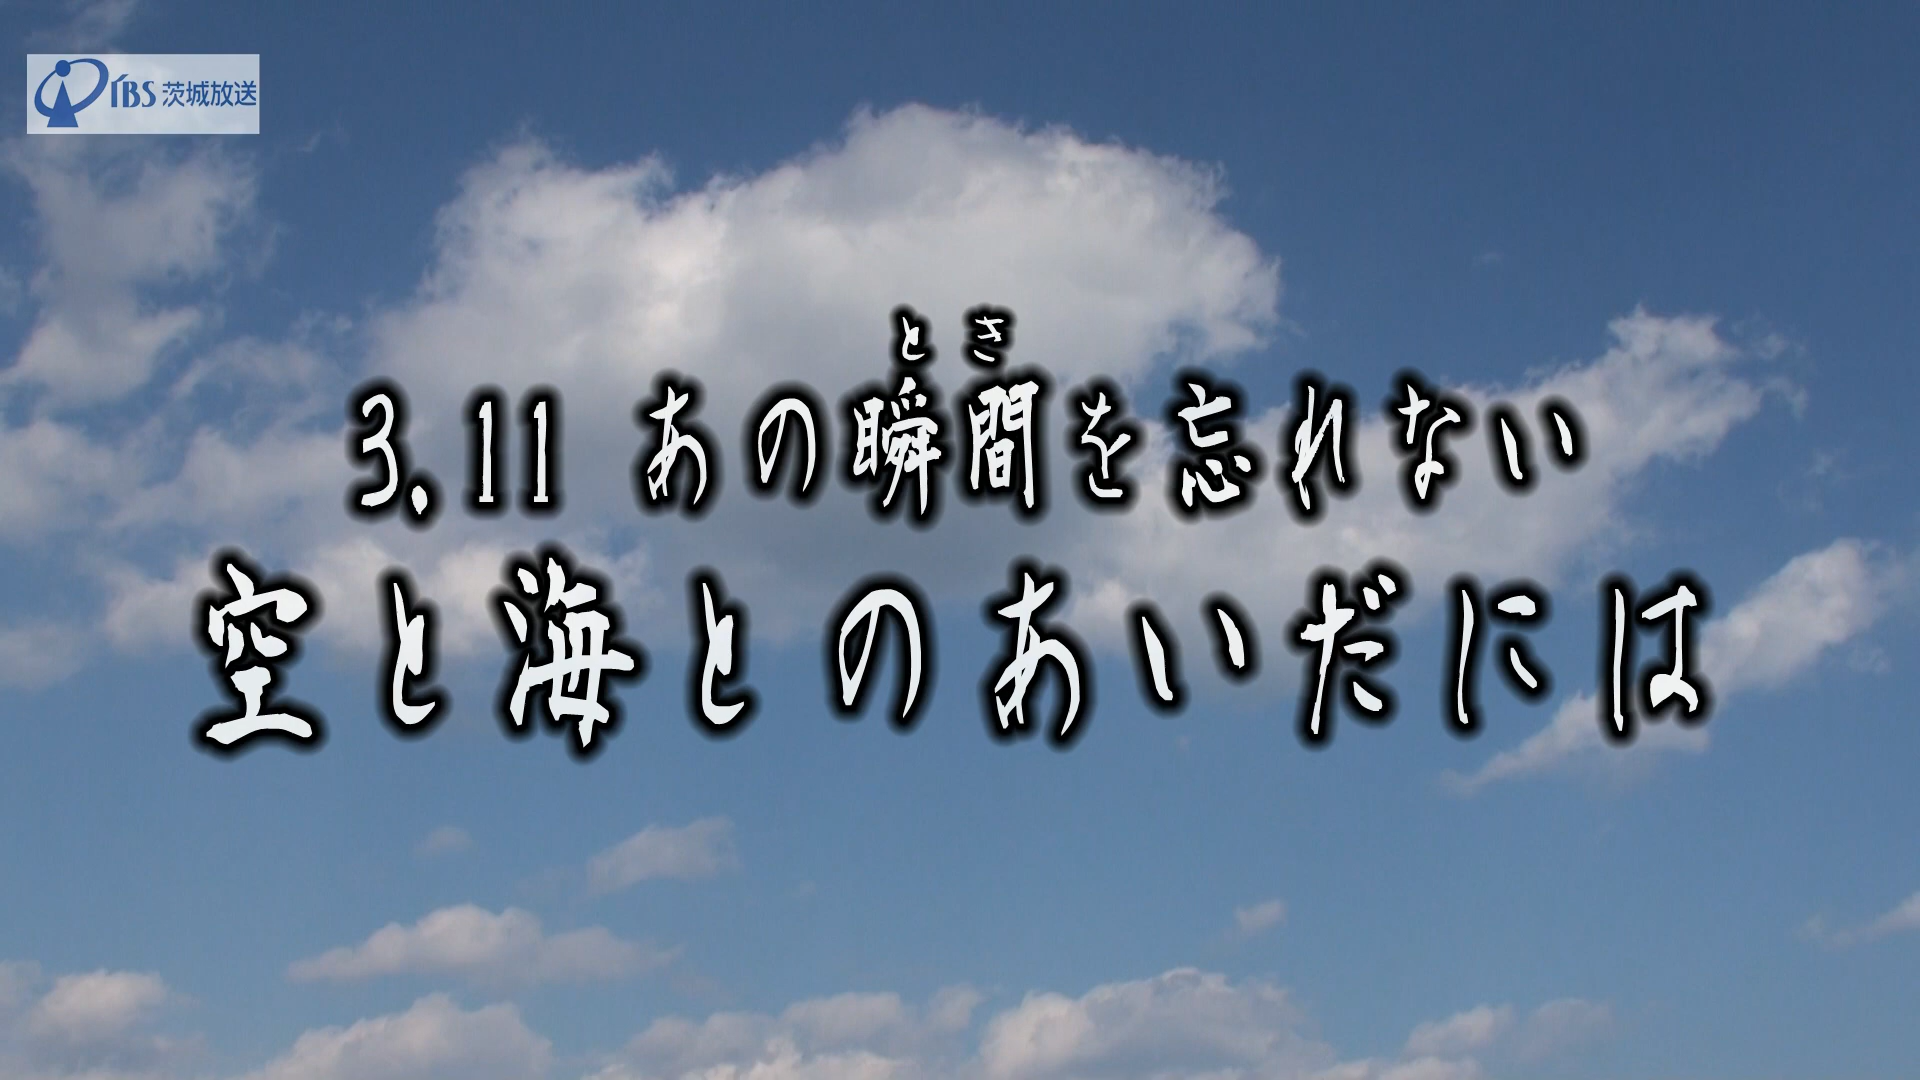 IBS 茨城放送
とき
3.11 あの瞬間を忘れない
空と海とのあいだには